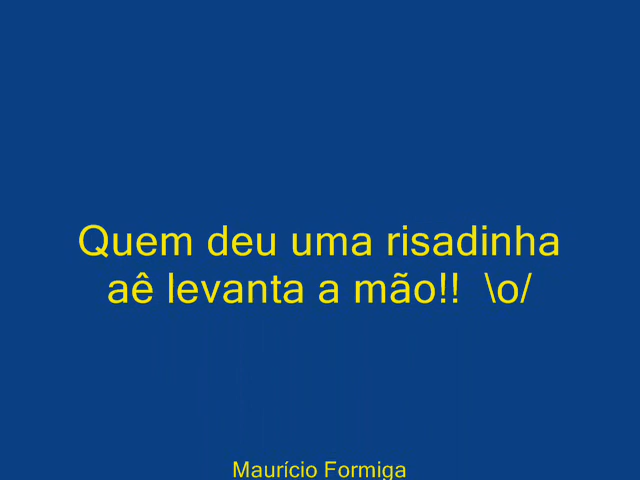 Quem deu uma risadinha
aê levanta a mão!!  \o/
Maurício Formiga